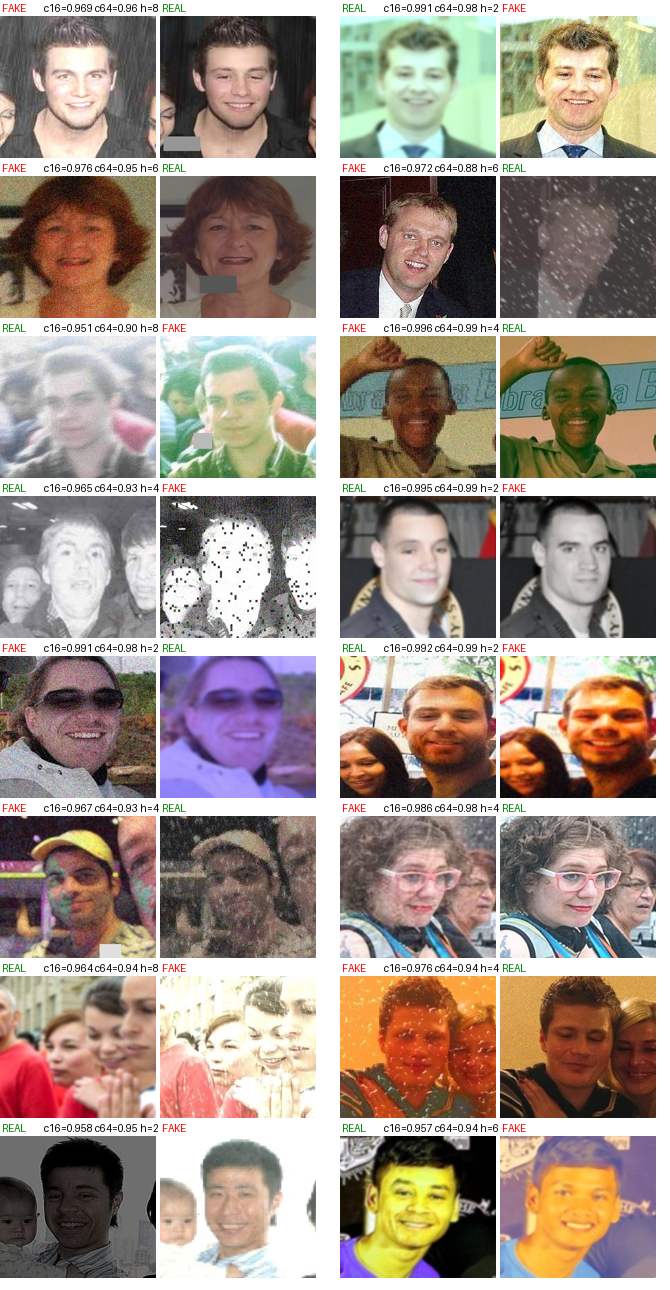 FAKE c16=0.969 c64=0.96 h=8 REAL REAL c16=0.991 c64=0.98 h=2 FAKE
FAKE c16=0.976 c64=0.95 h=6 REAL FAKE c16=0.972 c64=0.88 h=6 REAL
REAL c16=0.951 c64=0.90 h=8 FAKE FAKE c16=0.996 c64=0.99 h=4 REAL
bra a B bra a B
REAL c16=0.965 c64=0.93 h=4 FAKE REAL c16=0.995 c64=0.99 h=2 FAKE
FAKE c16=0.991 c64=0.98 h=2 REAL REAL c16=0.992 c64=0.99 h=2 FAKE
FAKE c16=0.967 c64=0.93 h=4 REAL FAKE c16=0.986 c64=0.98 h=4 REAL
REAL c16=0.964 c64=0.94 h=8 FAKE FAKE c16=0.976 c64=0.94 h=4 REAL
REAL c16=0.958 c64=0.95 h=2 FAKE REAL c16=0.957 c64=0.94 h=6 FAKE